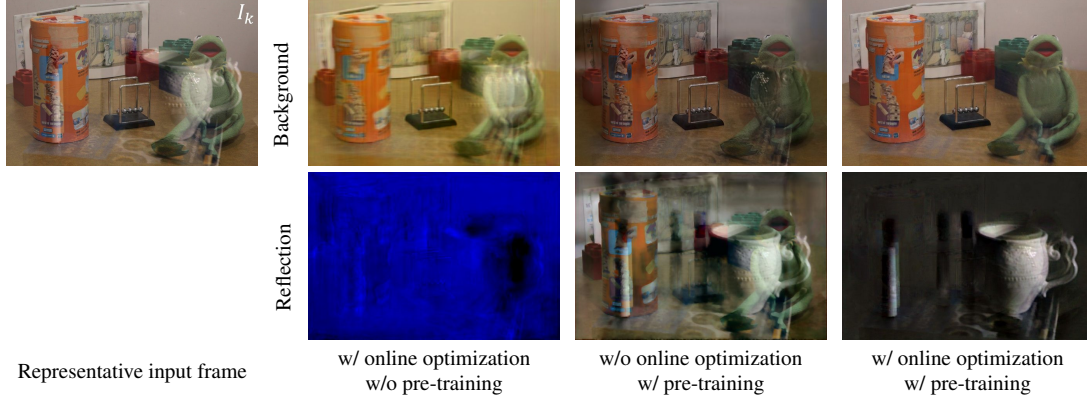 I_k
Background
Reflection
Representative input frame
w/ online optimization
w/o pre-training
w/o online optimization
w/ pre-training
w/ online optimization
w/ pre-training